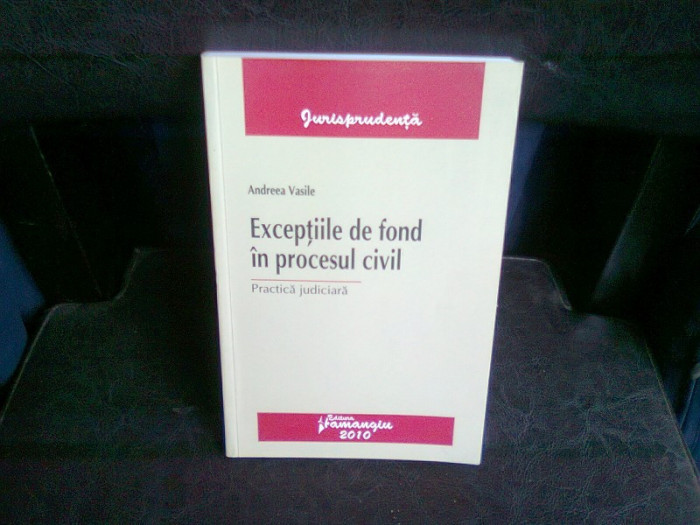 Jurisprudență
Andreea Vasile
Excepțiile de fond
în procesul civil
Practică judiciară
Editura
Hamangiu
2010